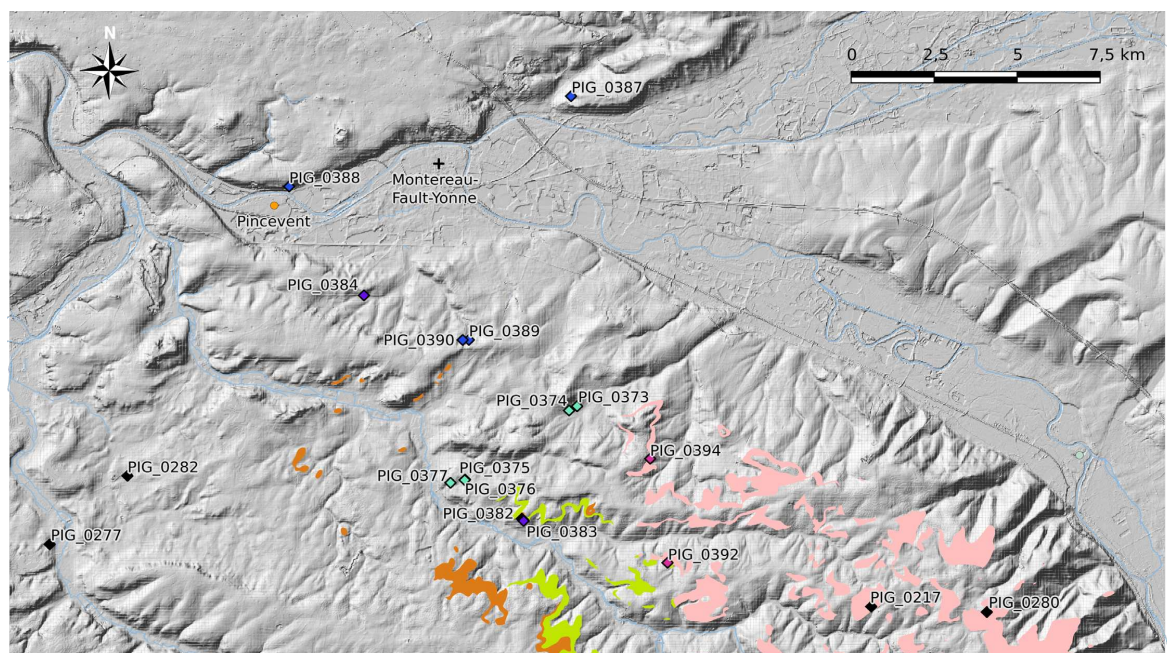 N
0 2,5 5 7,5 km
PIG_0387
PIG_0388
Montereau-
Fault-Yonne
Pincevent
PIG_0384
PIG_0389
PIG_0390
PIG_0373
PIG_0374
PIG_0394
PIG_0282
PIG_0375
PIG_0377
PIG_0376
PIG_0382
PIG_0383
PIG_0277
PIG_0392
PIG_0217
PIG_0280